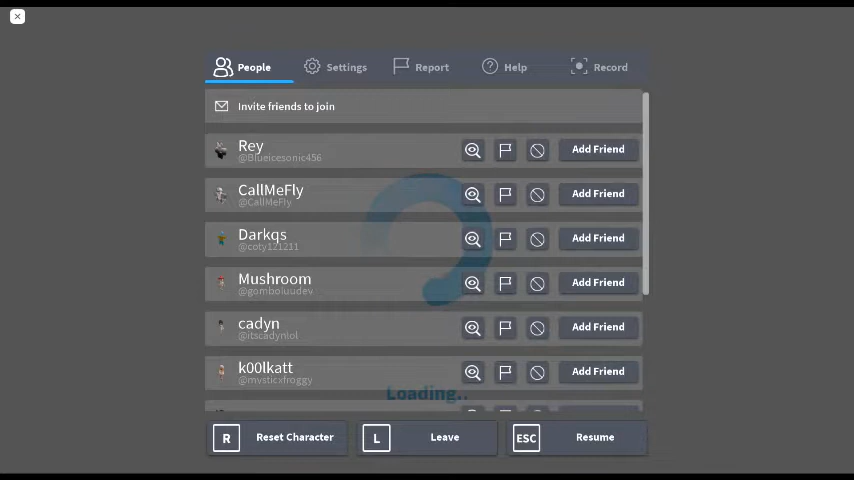 People
Settings
Report
Help
Record
Invite friends to join
Rey
@Blueicesonic456
Add Friend
CallMeFly
@CallMeFly
Add Friend
Darkqs
@coty121211
Add Friend
Mushroom
@gomboluudev
Add Friend
cadyn
@itscadynlol
Add Friend
k00lkatt
@mysticxfroggy
Add Friend
Loading..
R Reset Character
L Leave
ESC Resume